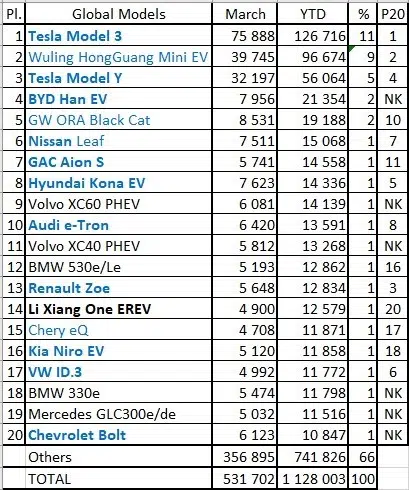 Pl. Global Models March YTD % P20
1 Tesla Model 3 75 888 126 716 11 1
2 Wuling HongGuang Mini EV 39 745 96 674 9 2
3 Tesla Model Y 32 197 56 064 5 4
4 BYD Han EV 7 956 21 354 2 NK
5 GW ORA Black Cat 8 531 19 188 2 10
6 Nissan Leaf 7 511 15 068 1 7
7 GAC Aion S 5 741 14 558 1 11
8 Hyundai Kona EV 7 623 14 336 1 5
9 Volvo XC60 PHEV 6 081 14 139 1 NK
10 Audi e-Tron 6 420 13 591 1 8
11 Volvo XC40 PHEV 5 812 13 268 1 NK
12 BMW 530e/Le 5 193 12 862 1 16
13 Renault Zoe 5 648 12 834 1 3
14 Li Xiang One EREV 4 900 12 579 1 20
15 Chery eQ 4 708 11 871 1 17
16 Kia Niro EV 5 120 11 858 1 18
17 VW ID.3 4 992 11 772 1 6
18 BMW 330e 5 474 11 798 1 NK
19 Mercedes GLC300e/de 5 032 11 516 1 NK
20 Chevrolet Bolt 6 123 10 847 1 NK
Others 356 895 741 826 66
TOTAL 531 702 1 128 003 100